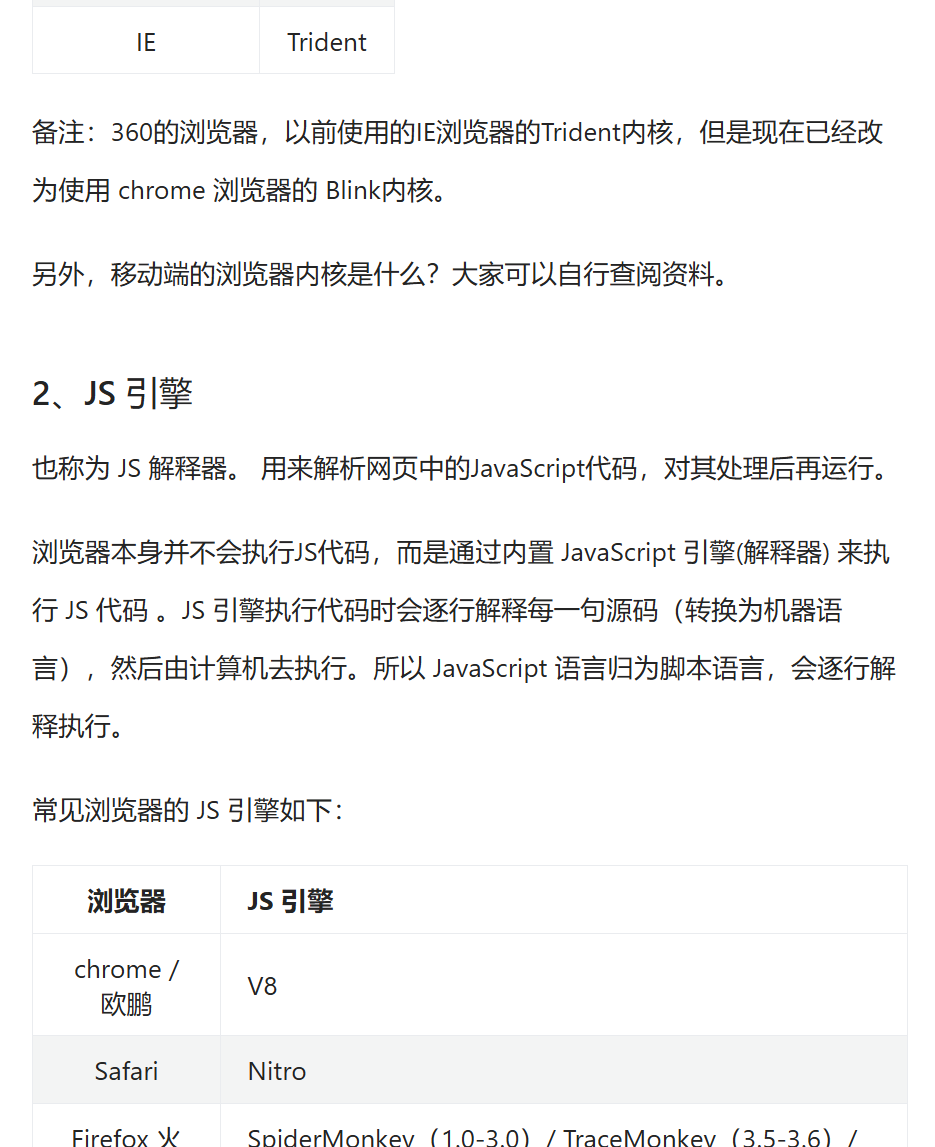 IE Trident
备注：360的浏览器，以前使用的IE浏览器的Trident内核，但是现在已经改
为使用 chrome 浏览器的 Blink内核。
另外，移动端的浏览器内核是什么？大家可以自行查阅资料。
2、JS 引擎
也称为 JS 解释器。 用来解析网页中的JavaScript代码，对其处理后再运行。
浏览器本身并不会执行JS代码，而是通过内置 JavaScript 引擎(解释器) 来执
行 JS 代码 。JS 引擎执行代码时会逐行解释每一句源码（转换为机器语
言），然后由计算机去执行。所以 JavaScript 语言归为脚本语言，会逐行解
释执行。
常见浏览器的 JS 引擎如下：
浏览器 JS 引擎
chrome /
欧鹏
V8
Safari Nitro
Firefox 火 SpiderMonkey（1.0-3.0）/ TraceMonkey（3.5-3.6）/